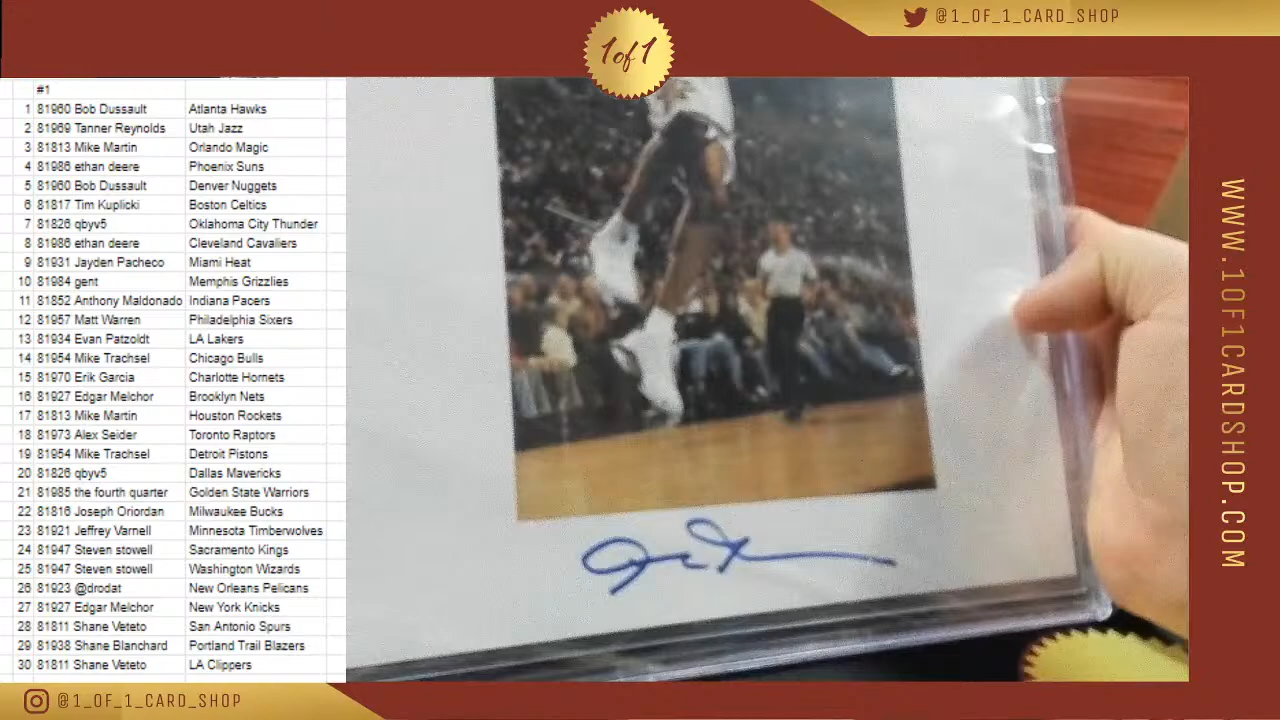 @1_OF_1_CARD_SHOP
1of1
#1
1 81960 Bob Dussault Atlanta Hawks
2 81969 Tanner Reynolds Utah Jazz
3 81813 Mike Martin Orlando Magic
4 81986 ethan deere Phoenix Suns
5 81960 Bob Dussault Denver Nuggets
6 81817 Tim Kuplicki Boston Celtics
7 81826 qbyv5 Oklahoma City Thunder
8 81986 ethan deere Cleveland Cavaliers
9 81931 Jayden Pacheco Miami Heat
10 81984 gent Memphis Grizzlies
11 81852 Anthony Maldonado Indiana Pacers
12 81957 Matt Warren Philadelphia Sixers
13 81934 Evan Patzoldt LA Lakers
14 81954 Mike Trachsel Chicago Bulls
15 81970 Erik Garcia Charlotte Hornets
16 81927 Edgar Melchor Brooklyn Nets
17 81813 Mike Martin Houston Rockets
18 81973 Alex Seider Toronto Raptors
19 81954 Mike Trachsel Detroit Pistons
20 81826 qbyv5 Dallas Mavericks
21 81985 the fourth quarter Golden State Warriors
22 81816 Joseph Oriordan Milwaukee Bucks
23 81921 Jeffrey Varnell Minnesota Timberwolves
24 81947 Steven stowell Sacramento Kings
25 81947 Steven stowell Washington Wizards
26 81923 @drodat New Orleans Pelicans
27 81927 Edgar Melchor New York Knicks
28 81811 Shane Veteto San Antonio Spurs
29 81938 Shane Blanchard Portland Trail Blazers
30 81811 Shane Veteto LA Clippers
WWW.1OF1CARDSHOP.COM
@1_OF_1_CARD_SHOP